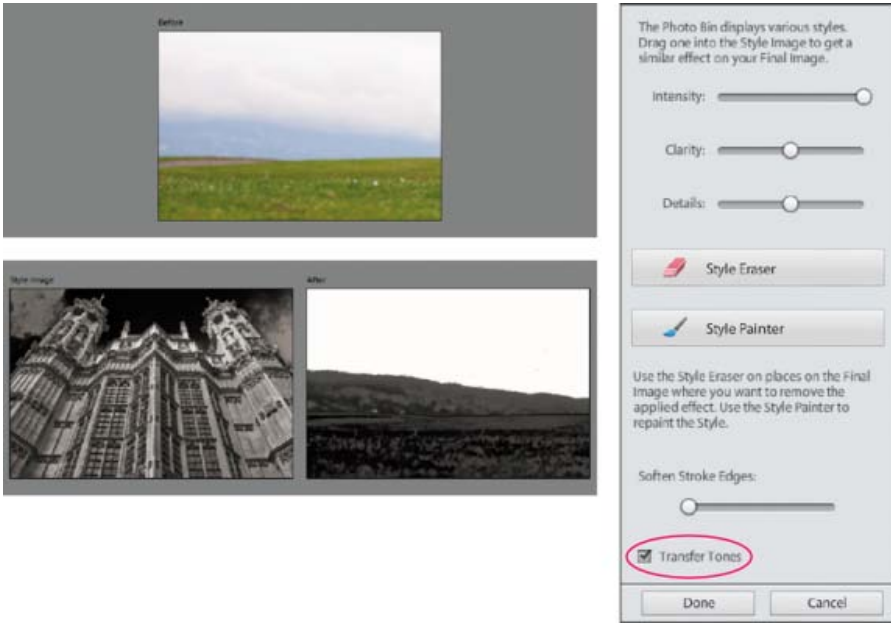 Before
Style Image
After
The Photo Bin displays various styles.
Drag one into the Style Image to get a
similar effect on your Final Image.
Intensity:
Clarity:
Details:
Style Eraser
Style Painter
Use the Style Eraser on places on the Final
Image where you want to remove the
applied effect. Use the Style Painter to
repaint the Style.
Soften Stroke Edges:
Transfer Tones
Done
Cancel